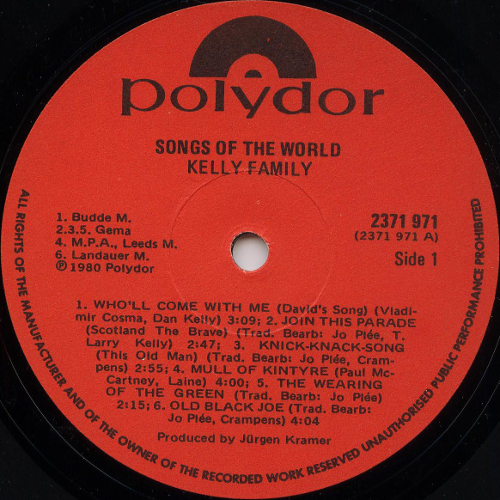 polydor
SONGS OF THE WORLD
KELLY FAMILY
1. Budde M.
2.3.5. Gema
4. M.P.A., Leeds M.
6. Landauer M.
℗ 1980 Polydor
2371 971
(2371 971 A)
Side 1
1. WHO'LL COME WITH ME (David's Song) (Vladi-
mir Cosma, Dan Kelly) 3:09; 2. JOIN THIS PARADE
(Scotland The Brave) (Trad. Bearb: Jo Plée, T.
Larry Kelly) 2:47; 3. KNICK-KNACK-SONG
(This Old Man) (Trad. Bearb: Jo Plée, Cram-
pens) 2:55; 4. MULL OF KINTYRE (Paul Mc-
Cartney, Laine) 4:00; 5. THE WEARING
OF THE GREEN (Trad. Bearb: Jo Plée)
2:15; 6. OLD BLACK JOE (Trad. Bearb:
Jo Plée, Crampens) 4:04
Produced by Jürgen Kramer
ALL RIGHTS OF THE MANUFACTURER AND OF THE OWNER OF THE RECORDED WORK RESERVED UNAUTHORISED PUBLIC PERFORMANCE PROHIBITED